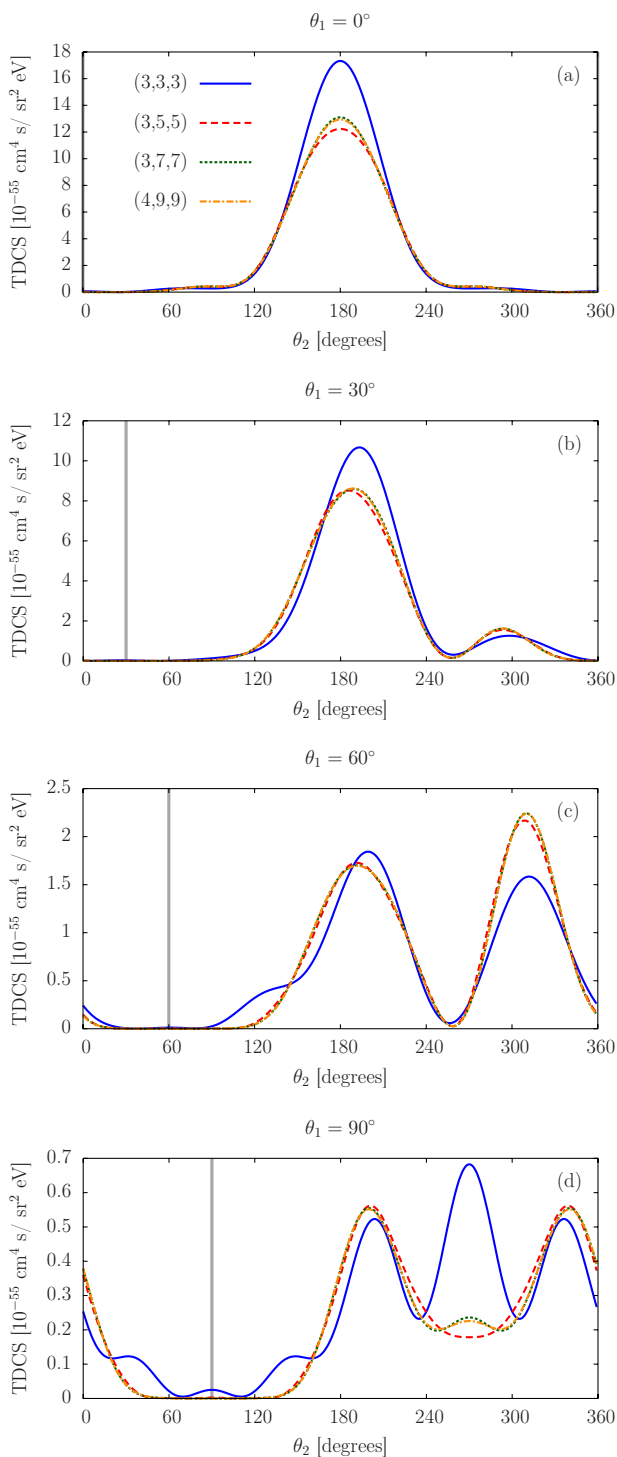 θ₁ = 0°
TDCS [10⁻⁵⁵ cm⁴ s/ sr² eV]
18
16
14
12
10
8
6
4
2
0
(a)
(3,3,3)
(3,5,5)
(3,7,7)
(4,9,9)
0 60 120 180 240 300 360
θ₂ [degrees]
θ₁ = 30°
TDCS [10⁻⁵⁵ cm⁴ s/ sr² eV]
12
10
8
6
4
2
0
(b)
0 60 120 180 240 300 360
θ₂ [degrees]
θ₁ = 60°
TDCS [10⁻⁵⁵ cm⁴ s/ sr² eV]
2.5
2
1.5
1
0.5
0
(c)
0 60 120 180 240 300 360
θ₂ [degrees]
θ₁ = 90°
TDCS [10⁻⁵⁵ cm⁴ s/ sr² eV]
0.7
0.6
0.5
0.4
0.3
0.2
0.1
0
(d)
0 60 120 180 240 300 360
θ₂ [degrees]